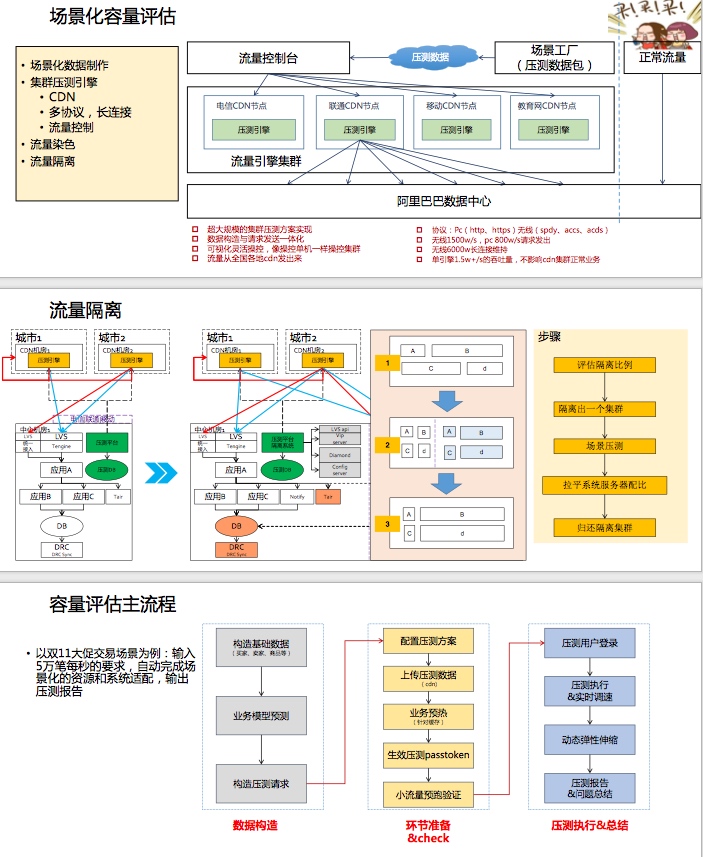 场景化容量评估
来!来!来!
• 场景化数据制作
• 集群压测引擎
• CDN
• 多协议，长连接
• 流量控制
• 流量染色
• 流量隔离
流量控制台
压测数据
场景工厂
（压测数据包）
正常流量
电信CDN节点
联通CDN节点
移动CDN节点
教育网CDN节点
压测引擎
压测引擎
压测引擎
压测引擎
流量引擎集群
阿里巴巴数据中心
超大规模的集群压测方案实现
数据构造与请求发送一体化
可视化灵活操控，像操控单机一样操控集群
流量从全国各地cdn发出来
协议：Pc（http、https）无线（spdy、accs、acds）
无线1500w/s，pc 800w/s请求发出
无线6000w长连接维持
单引擎1.5w+/s的吞吐量，不影响cdn集群正常业务
流量隔离
城市1
CDN机房1
压测引擎
城市2
CDN机房2
压测引擎
中心机房1
LVS
统一
接入
LVS
Tengine
压测平台
应用A
压测DB
应用B
应用C
Tair
DB
DRC
DRC Sync
城市1
CDN机房1
压测引擎
城市2
CDN机房2
压测引擎
中心机房1
LVS
统一
接入
LVS
Tengine
压测平台
隔离系统
LVS api
Vip
server
Diamond
Config
server
应用A
压测DB
应用B
应用C
Notify
Tair
DB
DRC
DRC Sync
1
A
B
C
d
2
A
B
C
d
A
B
C
d
3
A
B
C
d
步骤
评估隔离比例
隔离出一个集群
场景压测
拉平系统服务器配比
归还隔离集群
容量评估主流程
• 以双11大促交易场景为例：输入
5万笔每秒的要求，自动完成场
景化的资源和系统适配，输出
压测报告
构造基础数据
（买家、卖家、商品等）
业务模型预测
构造压测请求
数据构造
配置压测方案
上传压测数据
（cdn）
业务预热
（针对缓存）
生效压测passtoken
小流量预跑验证
环节准备
&check
压测用户登录
压测执行
&实时调速
动态弹性伸缩
压测报告
&问题总结
压测执行&总结